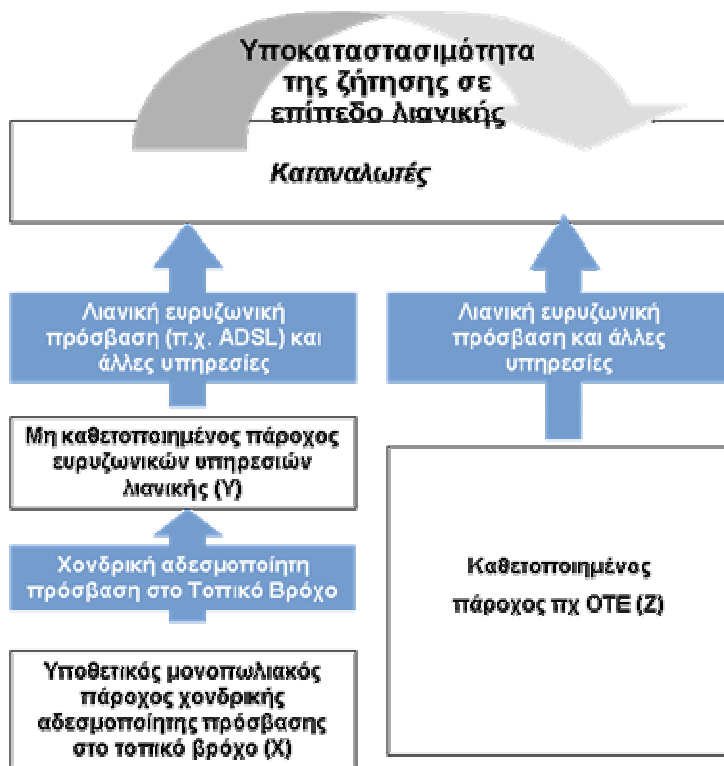 Υποκαταστασιμότητα
της ζήτησης σε
επίπεδο λιανικής
Καταναλωτές
Λιανική ευρυζωνική
πρόσβαση (π.χ. ADSL) και
άλλες υπηρεσίες
Λιανική ευρυζωνική
πρόσβαση και άλλες
υπηρεσίες
Μη καθετοποιημένος πάροχος
ευρυζωνικών υπηρεσιών
λιανικής (Υ)
Χονδρική αδεσμοποίητη
πρόσβαση στο Τοπικό Βρόχο
Καθετοποιημένος
πάροχος πχ ΟΤΕ (Ζ)
Υποθετικός μονοπωλιακός
πάροχος χονδρικής
αδεσμοποίητης πρόσβασης
στο τοπικό βρόχο (Χ)